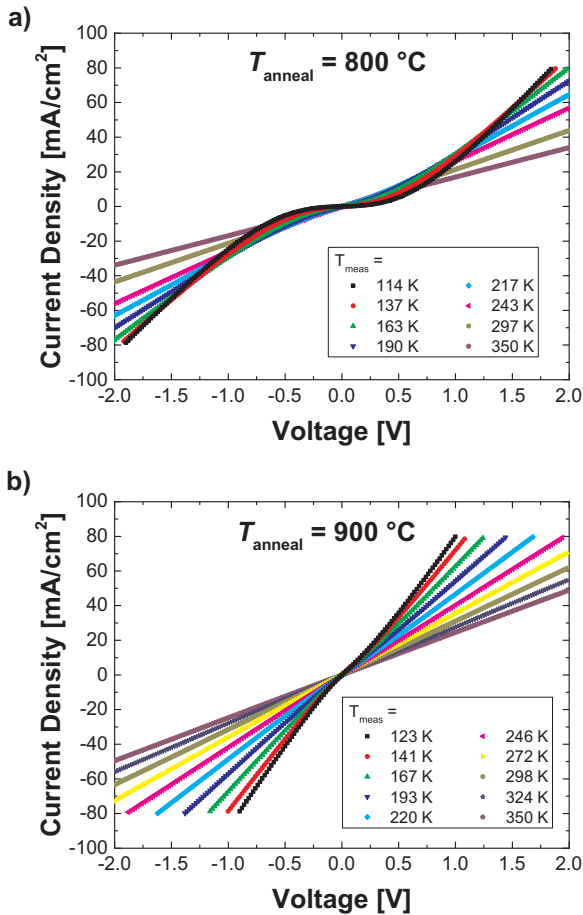 a)
T anneal = 800 °C
Current Density [mA/cm²]
100
80
60
40
20
0
-20
-40
-60
-80
-100
T meas =
114 K
217 K
137 K
243 K
163 K
297 K
190 K
350 K
-2.0 -1.5 -1.0 -0.5 0.0 0.5 1.0 1.5 2.0
Voltage [V]
b)
T anneal = 900 °C
Current Density [mA/cm²]
100
80
60
40
20
0
-20
-40
-60
-80
-100
T meas =
123 K
246 K
141 K
272 K
167 K
298 K
193 K
324 K
220 K
350 K
-2.0 -1.5 -1.0 -0.5 0.0 0.5 1.0 1.5 2.0
Voltage [V]